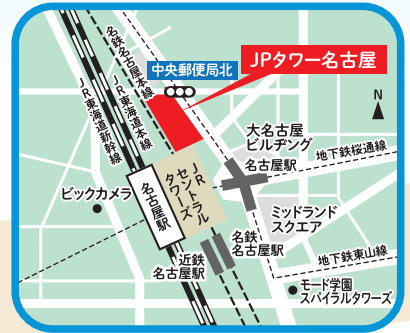 JPタワー名古屋
中央郵便局北
名鉄名古屋本線
JR東海道本線
JR東海道新幹線
N
大名古屋
ビルヂング
名古屋駅
地下鉄桜通線
ビックカメラ
名古屋駅
JR
セントラル
タワーズ
ミッドランド
スクエア
名鉄
名古屋駅
近鉄
名古屋駅
地下鉄東山線
モード学園
スパイラルタワーズ